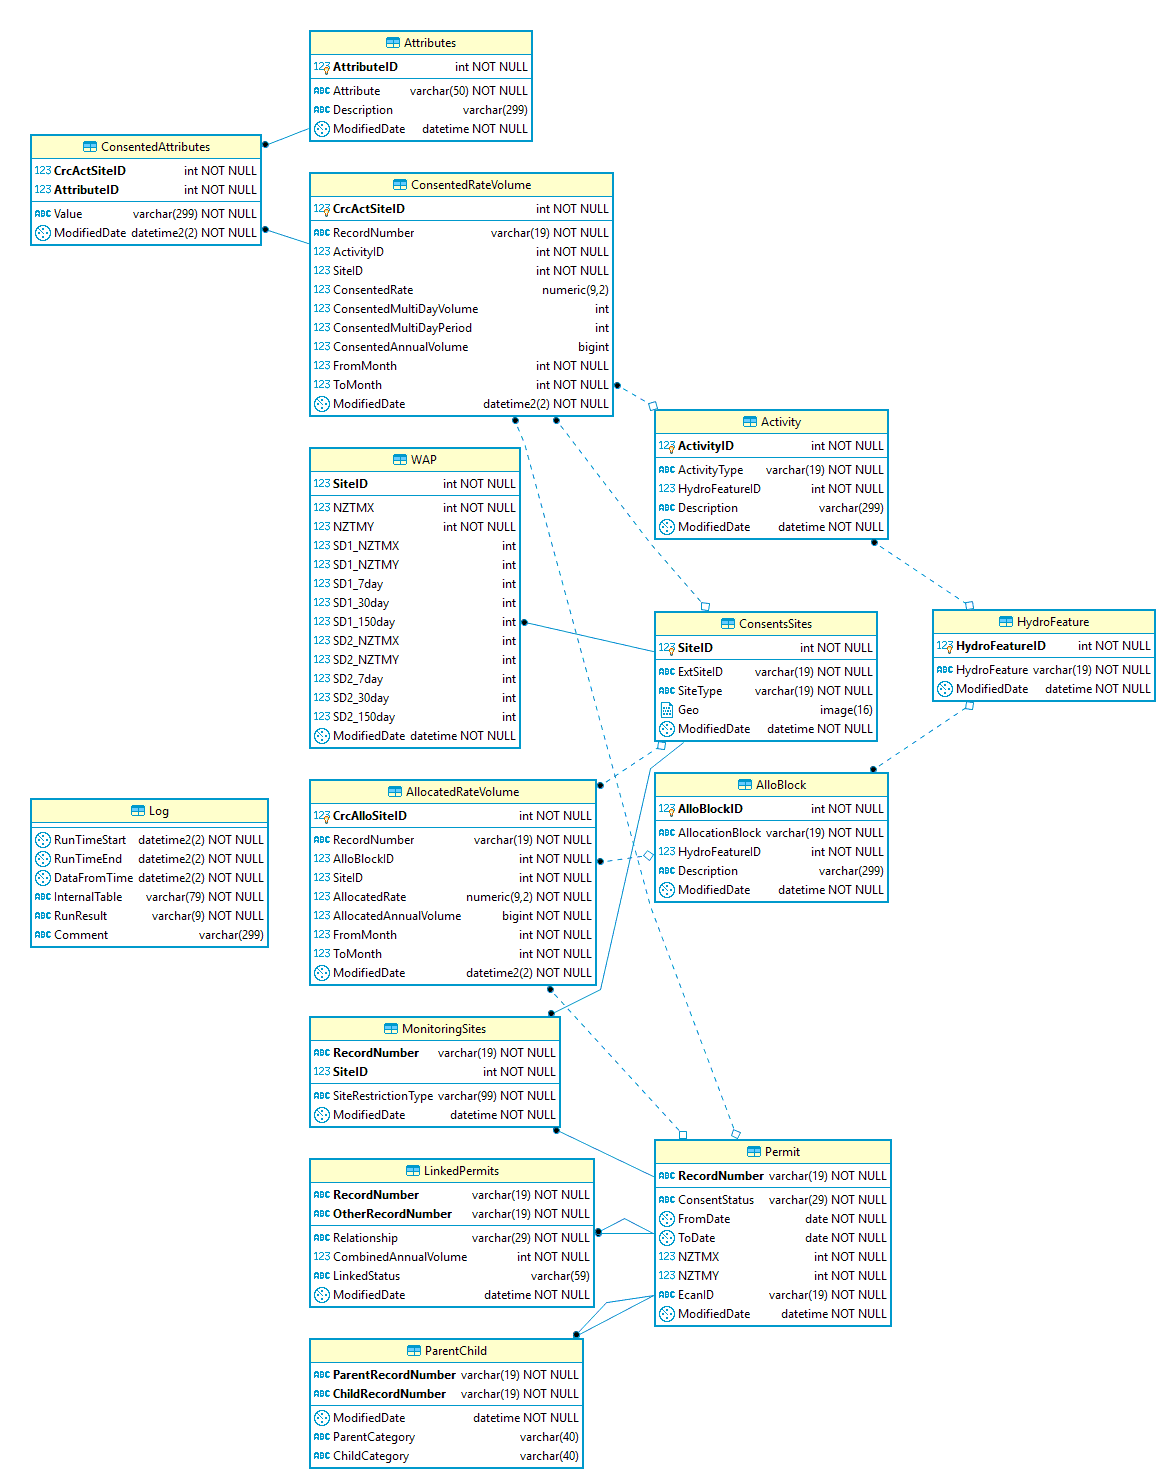 Attributes
123 AttributeID int NOT NULL
ABC Attribute varchar(50) NOT NULL
ABC Description varchar(299)
ModifiedDate datetime NOT NULL
ConsentedAttributes
123 CrcActSiteID int NOT NULL
123 AttributeID int NOT NULL
ABC Value varchar(299) NOT NULL
ModifiedDate datetime2(2) NOT NULL
ConsentedRateVolume
123 CrcActSiteID int NOT NULL
ABC RecordNumber varchar(19) NOT NULL
123 ActivityID int NOT NULL
123 SiteID int NOT NULL
123 ConsentedRate numeric(9,2)
123 ConsentedMultiDayVolume int
123 ConsentedMultiDayPeriod int
123 ConsentedAnnualVolume bigint
123 FromMonth int NOT NULL
123 ToMonth int NOT NULL
ModifiedDate datetime2(2) NOT NULL
Activity
123 ActivityID int NOT NULL
ABC ActivityType varchar(19) NOT NULL
123 HydroFeatureID int NOT NULL
ABC Description varchar(299)
ModifiedDate datetime NOT NULL
WAP
123 SiteID int NOT NULL
123 NZTMX int NOT NULL
123 NZTMY int NOT NULL
123 SD1_NZTMX int
123 SD1_NZTMY int
123 SD1_7day int
123 SD1_30day int
123 SD1_150day int
123 SD2_NZTMX int
123 SD2_NZTMY int
123 SD2_7day int
123 SD2_30day int
123 SD2_150day int
ModifiedDate datetime NOT NULL
ConsentsSites
123 SiteID int NOT NULL
ABC ExtSiteID varchar(19) NOT NULL
ABC SiteType varchar(19) NOT NULL
Geo image(16)
ModifiedDate datetime NOT NULL
HydroFeature
123 HydroFeatureID int NOT NULL
ABC HydroFeature varchar(19) NOT NULL
ModifiedDate datetime NOT NULL
AlloBlock
123 AlloBlockID int NOT NULL
ABC AllocationBlock varchar(19) NOT NULL
123 HydroFeatureID int NOT NULL
ABC Description varchar(299)
ModifiedDate datetime NOT NULL
AllocatedRateVolume
123 CrcAlloSiteID int NOT NULL
ABC RecordNumber varchar(19) NOT NULL
123 AlloBlockID int NOT NULL
123 SiteID int NOT NULL
123 AllocatedRate numeric(9,2) NOT NULL
123 AllocatedAnnualVolume bigint NOT NULL
123 FromMonth int NOT NULL
123 ToMonth int NOT NULL
ModifiedDate datetime2(2) NOT NULL
Log
RunTimeStart datetime2(2) NOT NULL
RunTimeEnd datetime2(2) NOT NULL
DataFromTime datetime2(2) NOT NULL
ABC InternalTable varchar(79) NOT NULL
ABC RunResult varchar(9) NOT NULL
ABC Comment varchar(299)
MonitoringSites
ABC RecordNumber varchar(19) NOT NULL
123 SiteID int NOT NULL
ABC SiteRestrictionType varchar(99) NOT NULL
ModifiedDate datetime NOT NULL
Permit
ABC RecordNumber varchar(19) NOT NULL
ABC ConsentStatus varchar(29) NOT NULL
FromDate date NOT NULL
ToDate date NOT NULL
123 NZTMX int NOT NULL
123 NZTMY int NOT NULL
ABC EcanID varchar(19) NOT NULL
ModifiedDate datetime NOT NULL
LinkedPermits
ABC RecordNumber varchar(19) NOT NULL
ABC OtherRecordNumber varchar(19) NOT NULL
ABC Relationship varchar(29) NOT NULL
123 CombinedAnnualVolume int NOT NULL
ABC LinkedStatus varchar(59)
ModifiedDate datetime NOT NULL
ParentChild
ABC ParentRecordNumber varchar(19) NOT NULL
ABC ChildRecordNumber varchar(19) NOT NULL
ModifiedDate datetime NOT NULL
ABC ParentCategory varchar(40)
ABC ChildCategory varchar(40)